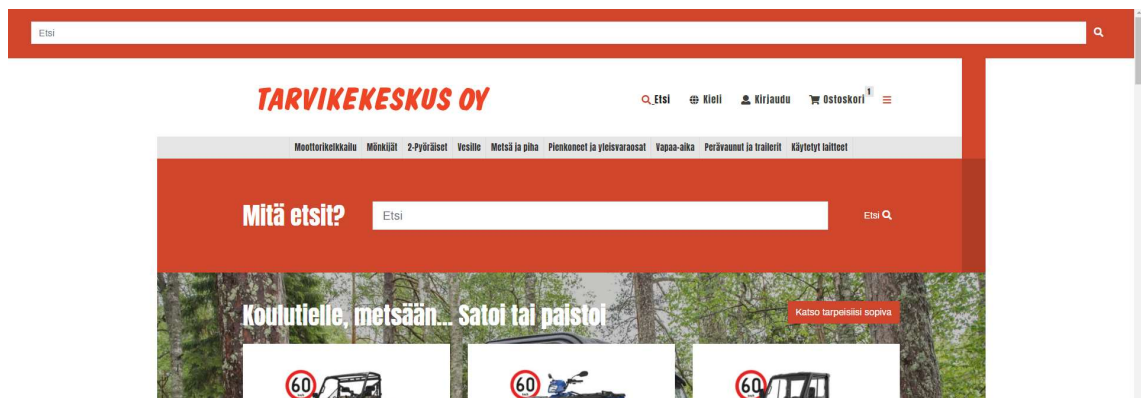 Etsi
TARVIKEKESKUS OY
Etsi Kieli Kirjaudu Ostoskori 1
Moottorikelkkailu Mönkijät 2-Pyöräiset Vesille Metsä ja piha Pienkoneet ja yleisvaraosat Vapaa-aika Perävaunut ja trailerit Käytetyt laitteet
Mitä etsit? Etsi Etsi
Koulutielle, metsään... Satoi tai paistoi Katso tarpeisiisi sopiva
60 60 60